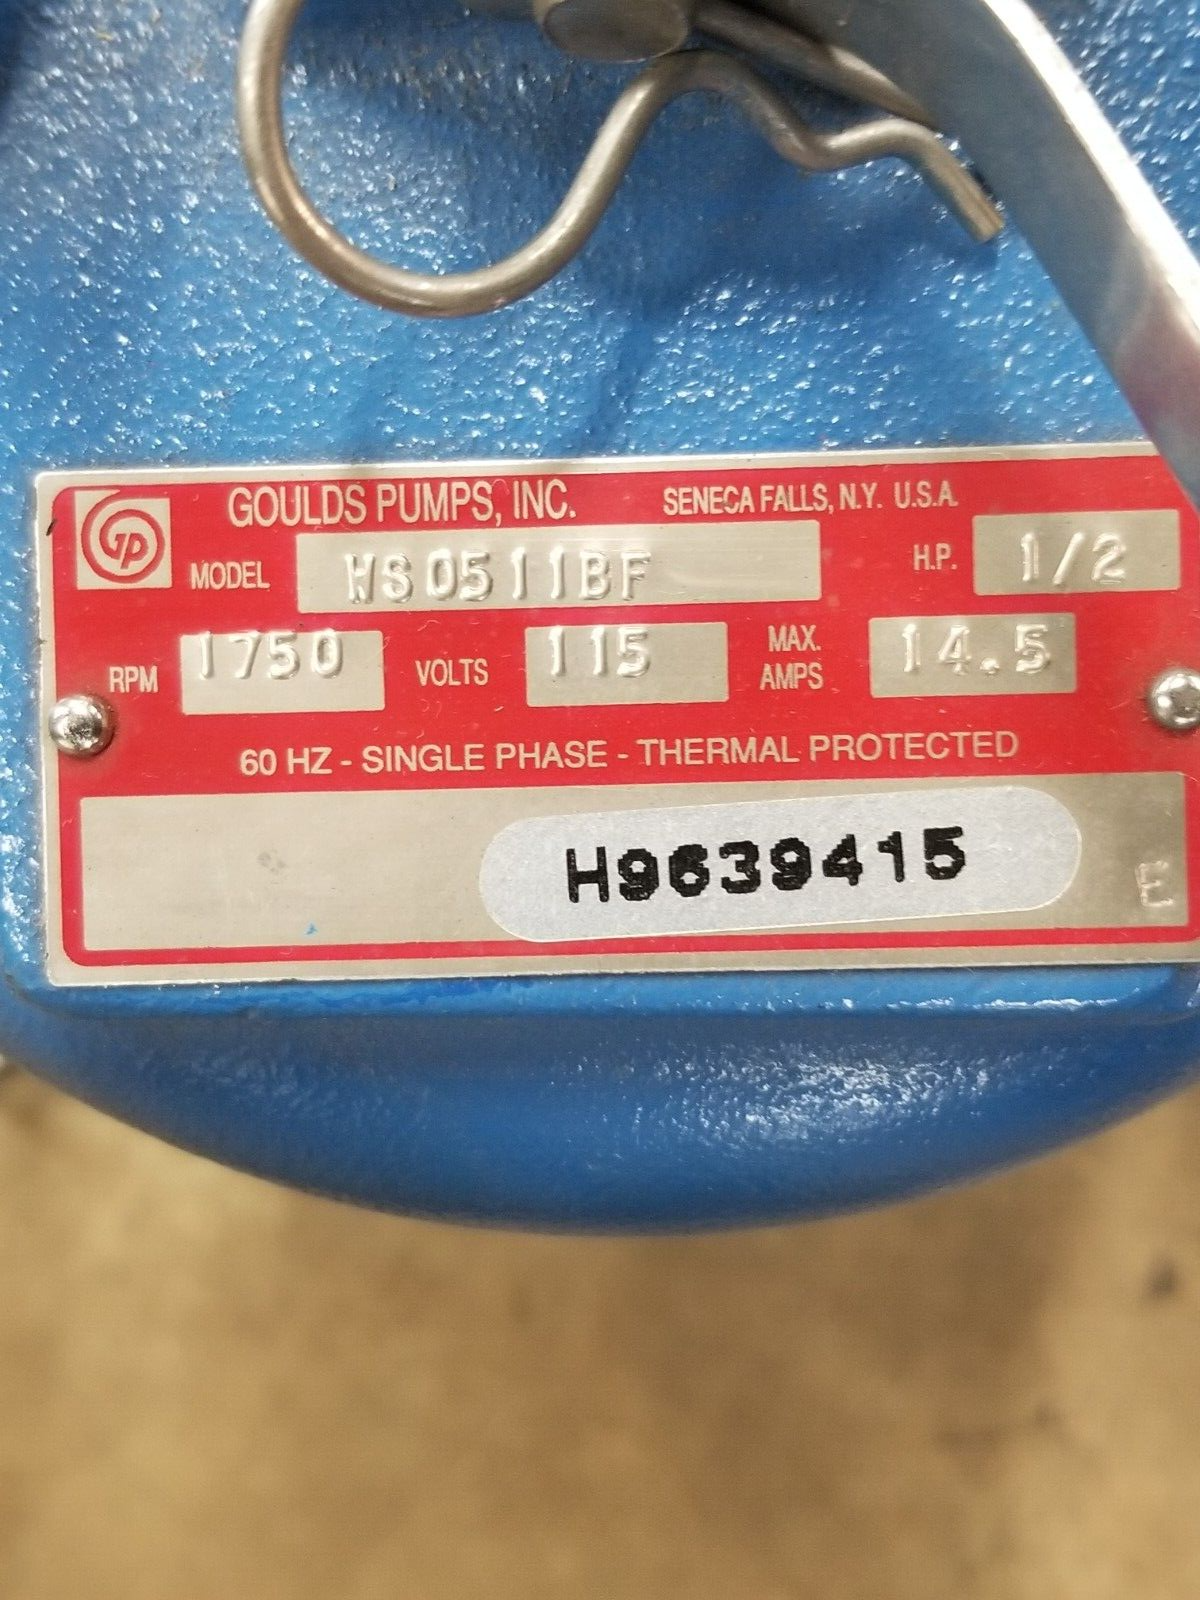 GOULDS PUMPS, INC. SENECA FALLS, N.Y. U.S.A.
GP MODEL WS0511BF H.P. 1/2
RPM 1750 VOLTS 115 MAX. AMPS 14.5
60 HZ - SINGLE PHASE - THERMAL PROTECTED
H9639415
E